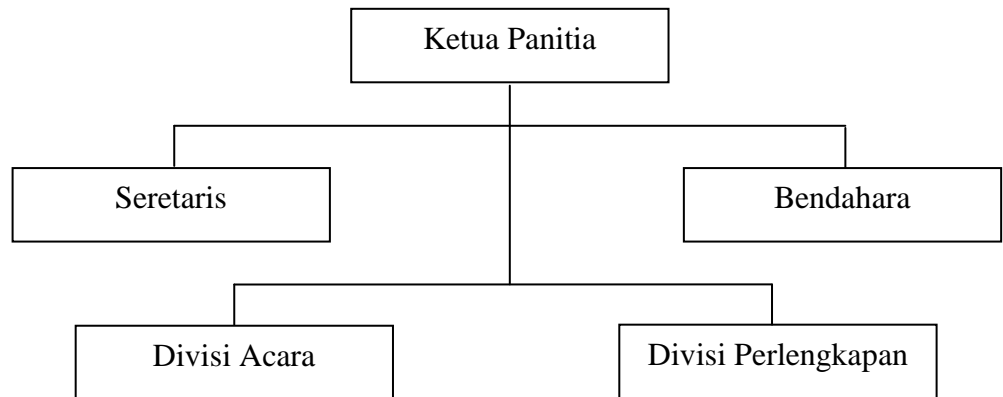 Ketua Panitia
Seretaris
Bendahara
Divisi Acara
Divisi Perlengkapan